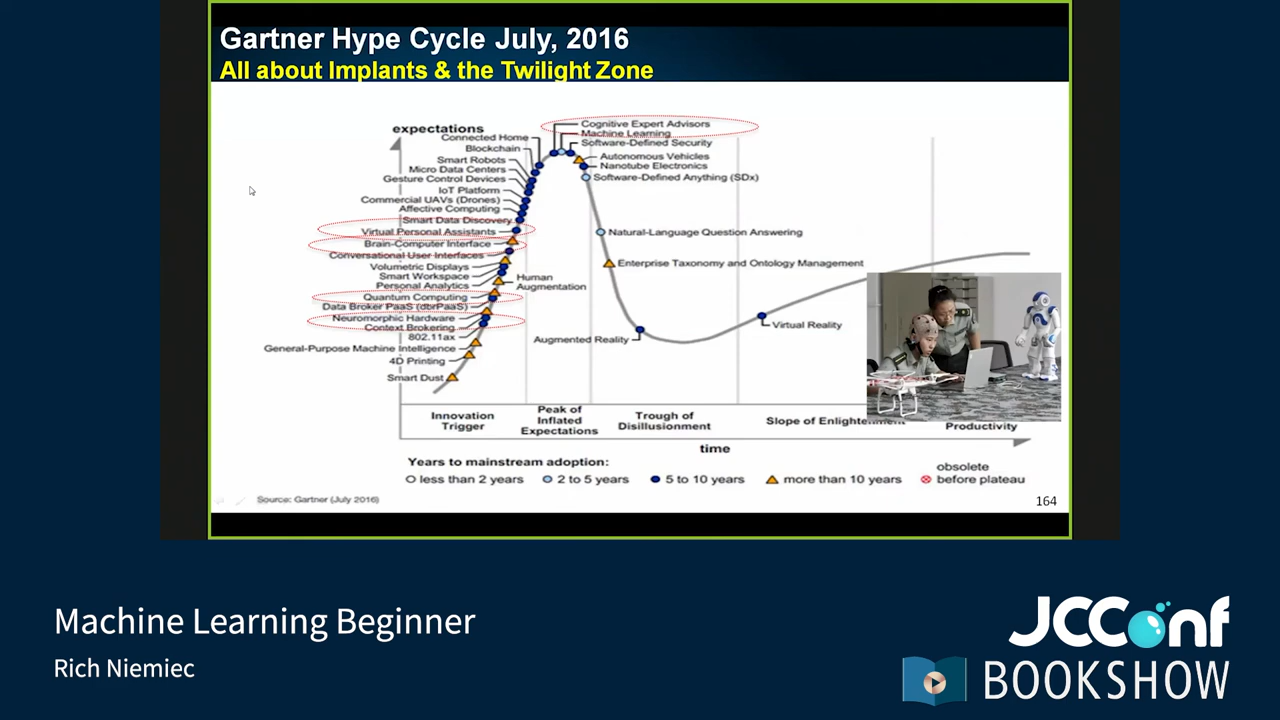 Gartner Hype Cycle July, 2016
All about Implants & the Twilight Zone
expectations
Connected Home
Blockchain
Smart Robots
Micro Data Centers
Gesture Control Devices
IoT Platform
Commercial UAVs (Drones)
Affective Computing
Smart Data Discovery
Virtual Personal Assistants
Brain-Computer Interface
Conversational User Interfaces
Volumetric Displays
Smart Workspace
Personal Analytics
Quantum Computing
Data Broker PaaS (dbrPaaS)
Neuromorphic Hardware
Context Brokering
802.11ax
General-Purpose Machine Intelligence
4D Printing
Smart Dust
Cognitive Expert Advisors
Machine Learning
Software-Defined Security
Autonomous Vehicles
Nanotube Electronics
Software-Defined Anything (SDx)
Natural-Language Question Answering
Enterprise Taxonomy and Ontology Management
Human
Augmentation
Augmented Reality
Virtual Reality
Innovation
Trigger
Peak of
Inflated
Expectations
Trough of
Disillusionment
Slope of Enlightenment
Productivity
time
Years to mainstream adoption:
less than 2 years
2 to 5 years
5 to 10 years
more than 10 years
obsolete
before plateau
Source: Gartner (July 2016)
164
Machine Learning Beginner
Rich Niemiec
JCConf
BOOKSHOW